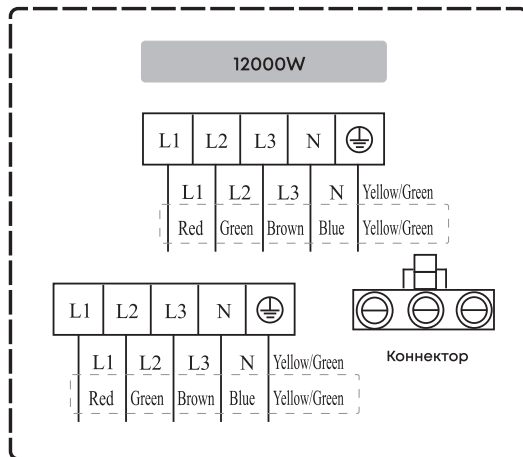 12000W
L1 L2 L3 N
L1 L2 L3 N Yellow/Green
Red Green Brown Blue Yellow/Green
L1 L2 L3 N
L1 L2 L3 N Yellow/Green
Red Green Brown Blue Yellow/Green
Коннектор